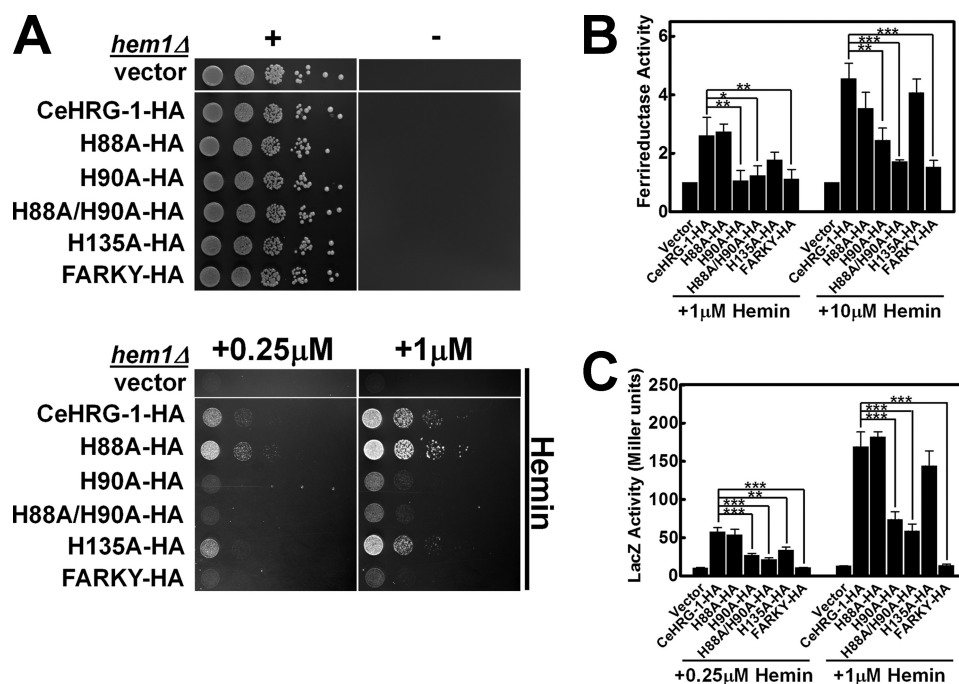 A
hem1Δ + -
vector
CeHRG-1-HA
H88A-HA
H90A-HA
H88A/H90A-HA
H135A-HA
FARKY-HA
hem1Δ +0.25μM +1μM
vector
CeHRG-1-HA
H88A-HA
H90A-HA
H88A/H90A-HA
H135A-HA
FARKY-HA
Hemin
B
Ferrireductase Activity
6
4
2
0
**
*
**
***
***
**
Vector
CeHRG-1-HA
H88A-HA
H90A-HA
H88A/H90A-HA
H135A-HA
FARKY-HA
Vector
CeHRG-1-HA
H88A-HA
H90A-HA
H88A/H90A-HA
H135A-HA
FARKY-HA
+1μM Hemin
+10μM Hemin
C
LacZ Activity (Miller units)
250
200
150
100
50
0
***
**
***
***
***
***
***
Vector
CeHRG-1-HA
H88A-HA
H90A-HA
H88A/H90A-HA
H135A-HA
FARKY-HA
Vector
CeHRG-1-HA
H88A-HA
H90A-HA
H88A/H90A-HA
H135A-HA
FARKY-HA
+0.25μM Hemin
+1μM Hemin